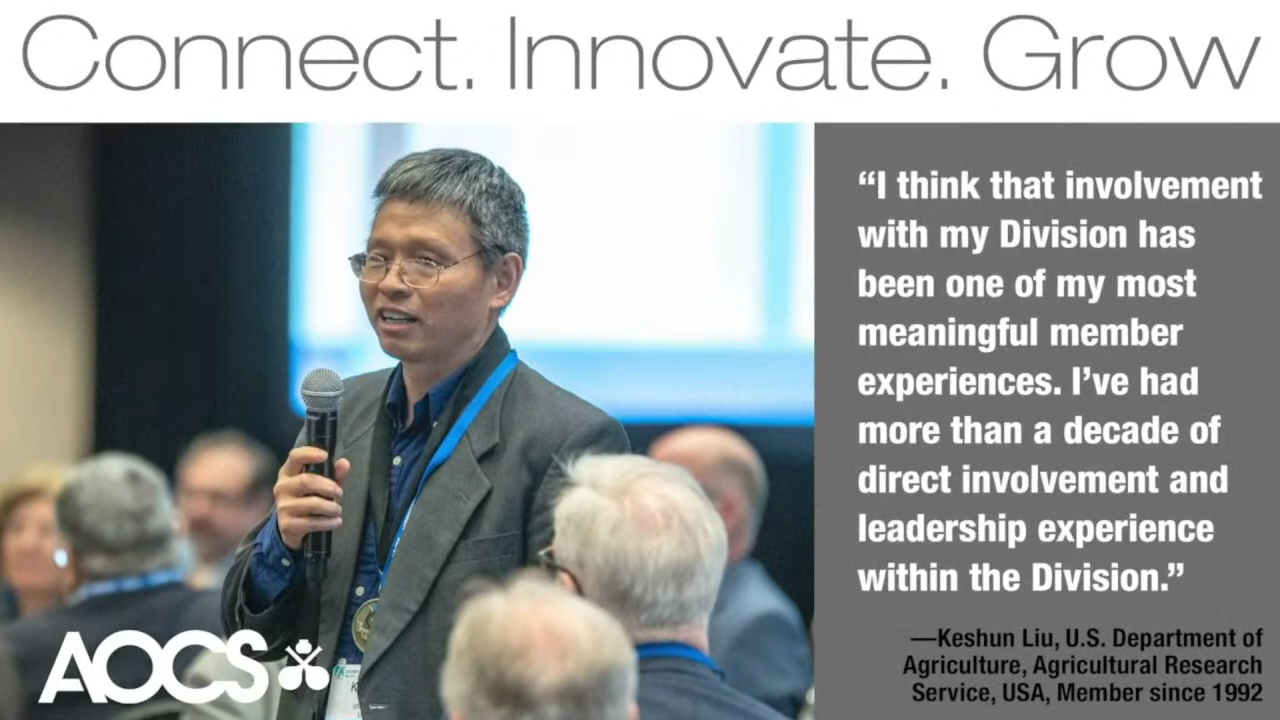 Connect. Innovate. Grow
“I think that involvement
with my Division has
been one of my most
meaningful member
experiences. I’ve had
more than a decade of
direct involvement and
leadership experience
within the Division.”
—Keshun Liu, U.S. Department of
Agriculture, Agricultural Research
Service, USA, Member since 1992
AOCS